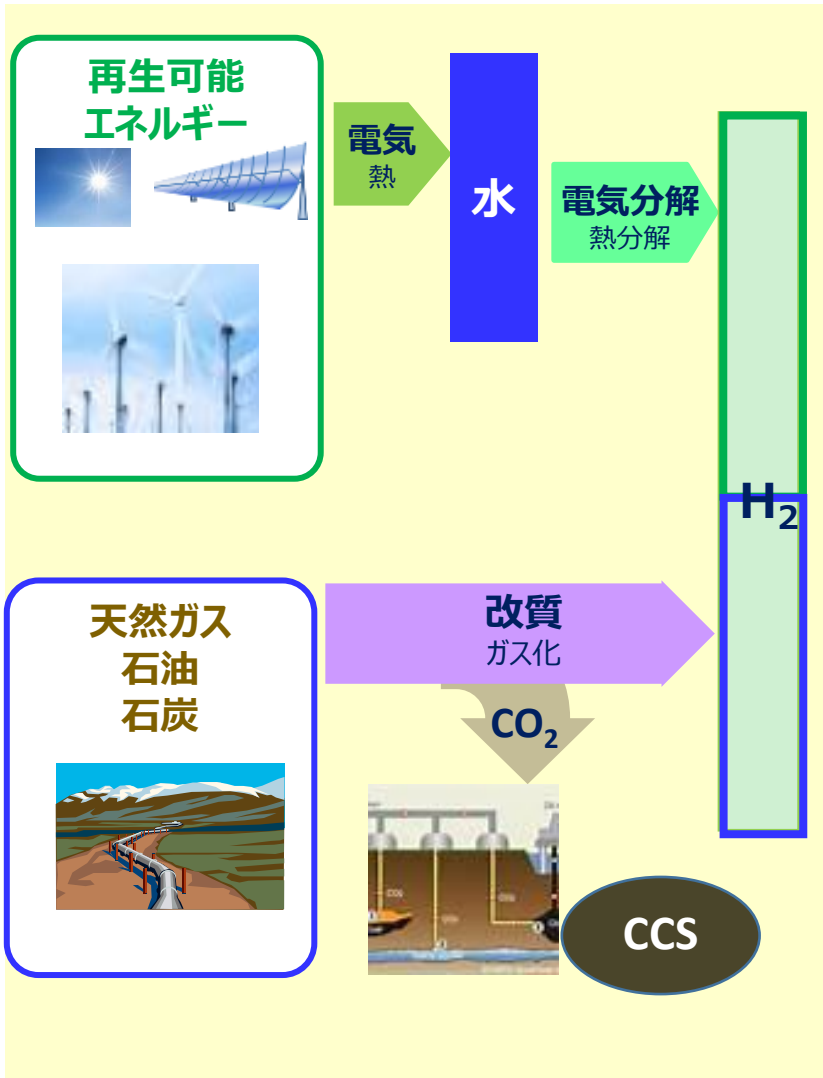 再生可能
エネルギー
電気
熱
水
電気分解
熱分解
H₂
天然ガス
石油
石炭
改質
ガス化
CO₂
CCS